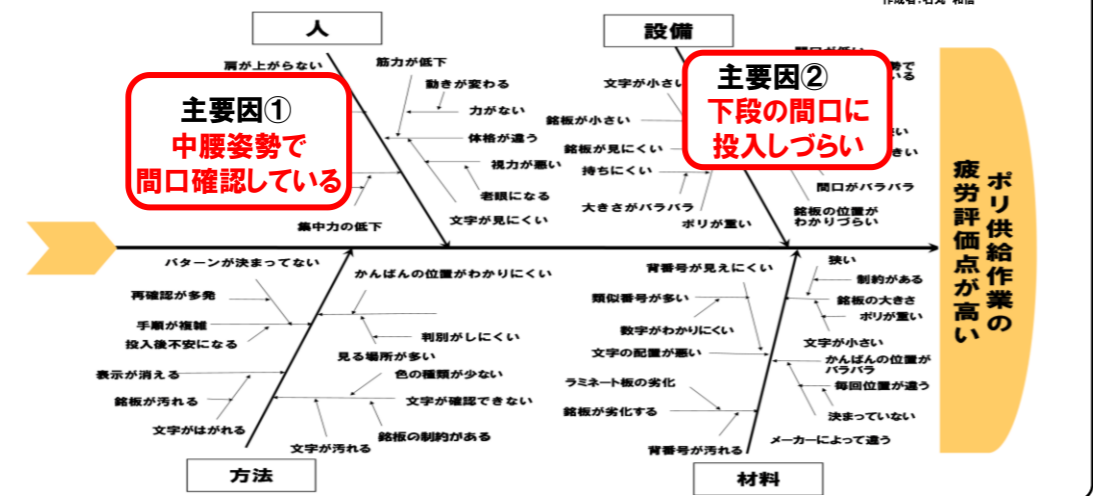 人
設備
肩が上がらない
筋力が低下
動きが変わる
力がない
体格が違う
視力が悪い
老眼になる
文字が見にくい
集中力の低下
主要因①
中腰姿勢で
間口確認している
文字が小さい
銘板が小さい
銘板が見にくい
持ちにくい
大きさがバラバラ
ポリが重い
主要因②
下段の間口に
投入しづらい
間口がバラバラ
銘板の位置が
わかりづらい
ポリ供給作業の
疲労評価点が高い
パターンが決まってない
再確認が多発
手順が複雑
投入後不安になる
表示が消える
銘板が汚れる
文字がはがれる
かんばんの位置がわかりにくい
判別がしにくい
見る場所が多い
色の種類が少ない
文字が確認できない
銘板の制約がある
文字が汚れる
背番号が見えにくい
類似番号が多い
数字がわかりにくい
文字の配置が悪い
ラミネート板の劣化
銘板が劣化する
背番号が汚れる
狭い
制約がある
銘板の大きさ
ポリが重い
文字が小さい
かんばんの位置が
バラバラ
毎回位置が違う
決まっていない
メーカーによって違う
方法
材料